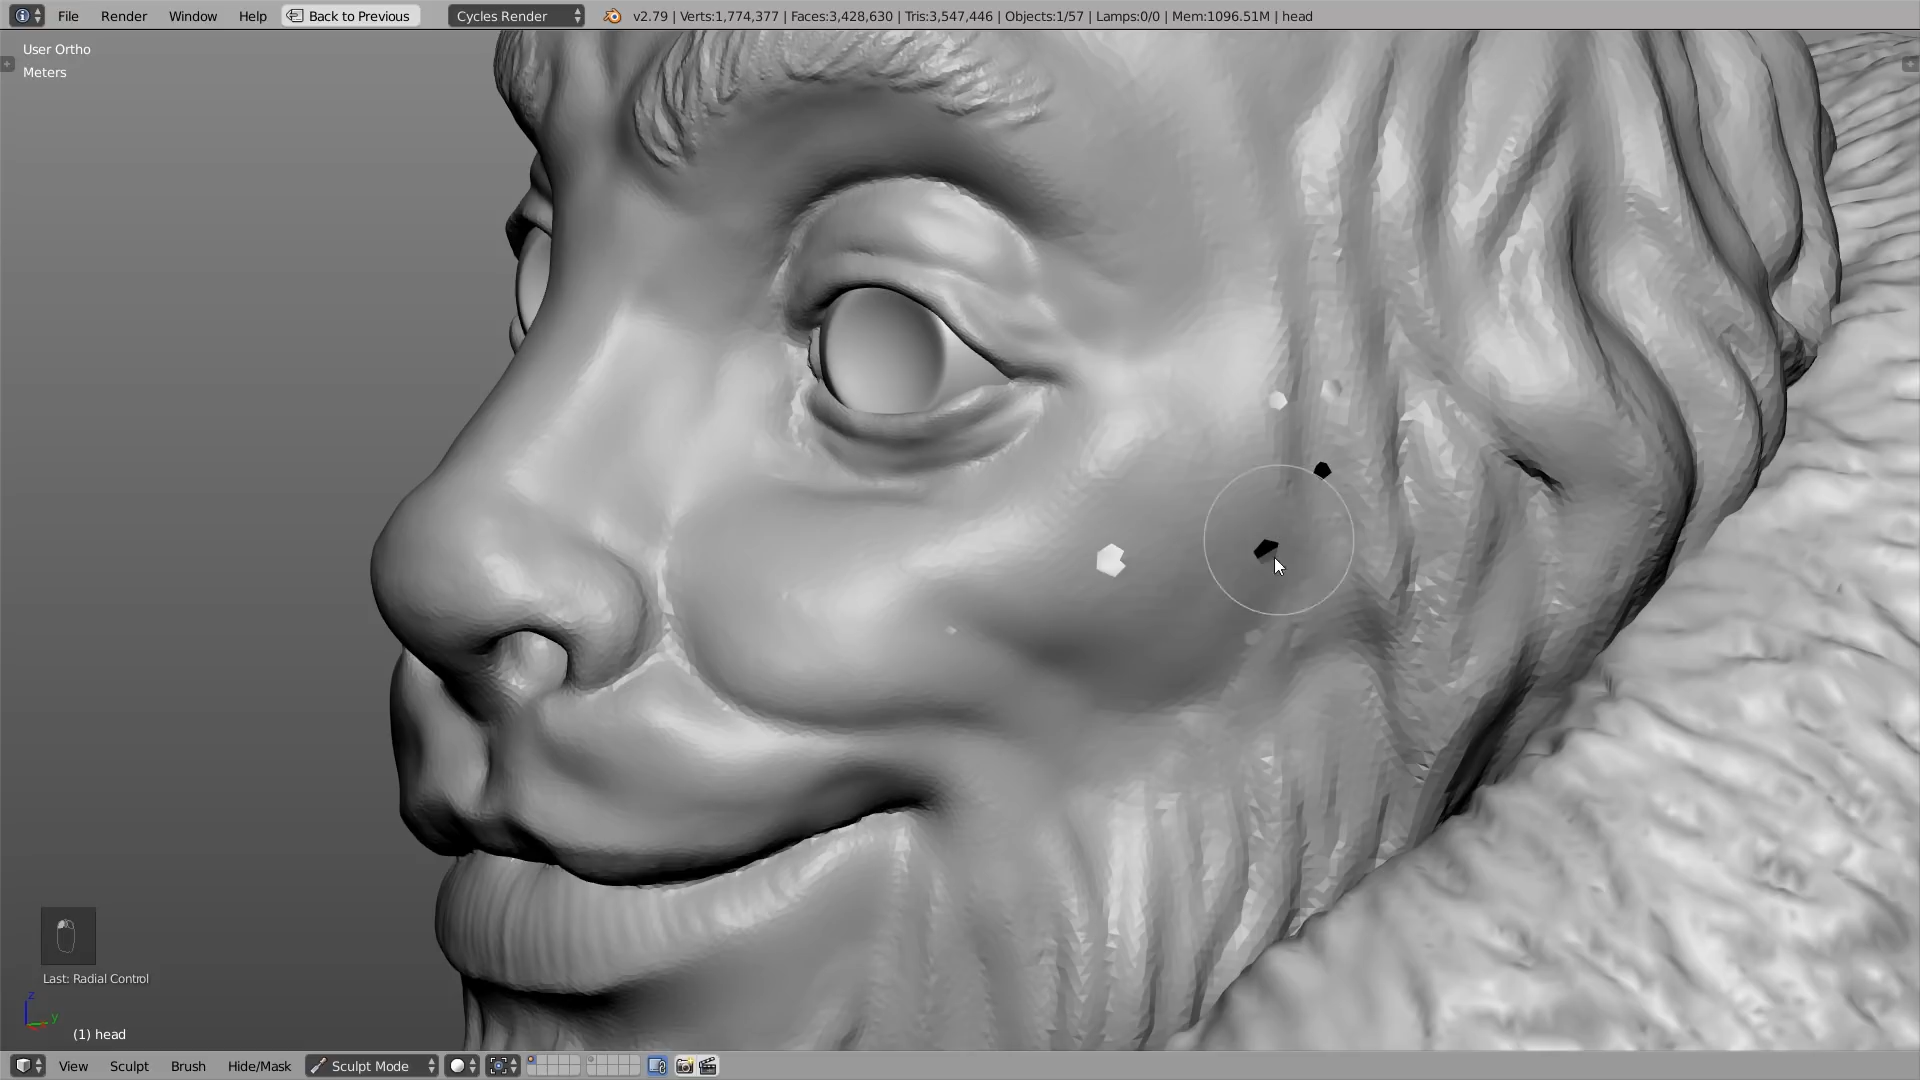 File Render Window Help Back to Previous Cycles Render v2.79 | Verts:1,774,377 | Faces:3,428,630 | Tris:3,547,446 | Objects:1/57 | Lamps:0/0 | Mem:1096.51M | head
User Ortho
Meters
Last: Radial Control
z
y
(1) head
View Sculpt Brush Hide/Mask Sculpt Mode